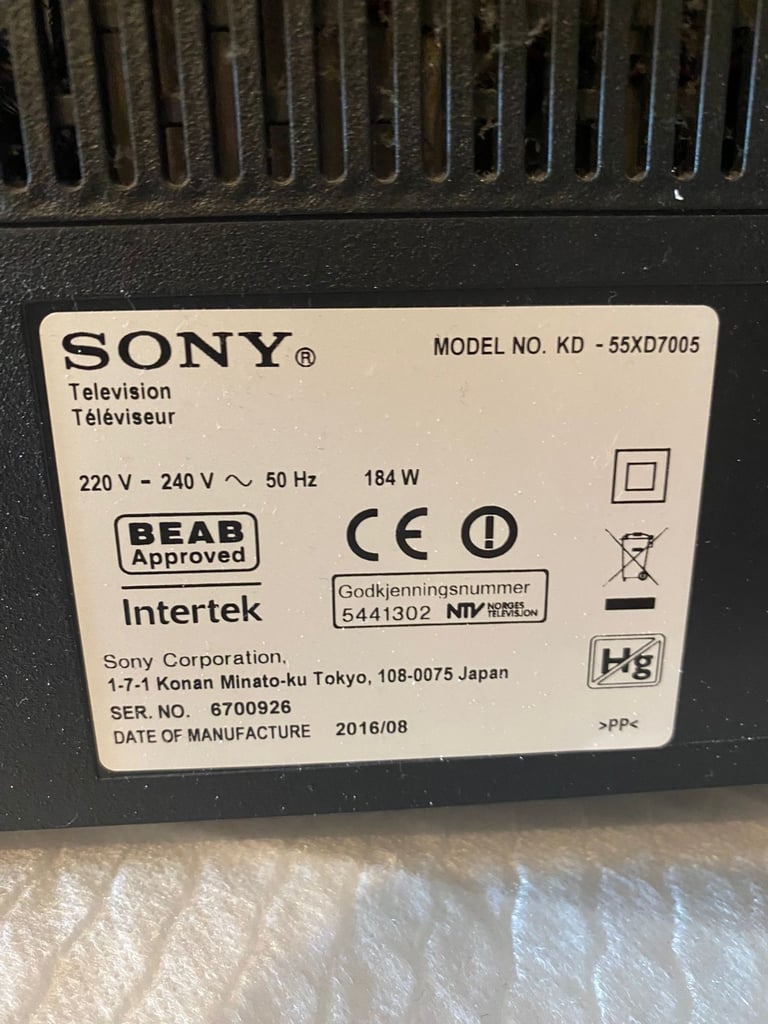 SONY®
MODEL NO. KD - 55XD7005
Television
Téléviseur
220 V - 240 V ~ 50 Hz 184 W
BEAB
Approved
Intertek
CE
Godkjenningsnummer
5441302 NTV NORGES TELEVISJON
Hg
Sony Corporation,
1-7-1 Konan Minato-ku Tokyo, 108-0075 Japan
SER. NO. 6700926
DATE OF MANUFACTURE 2016/08
>PP<